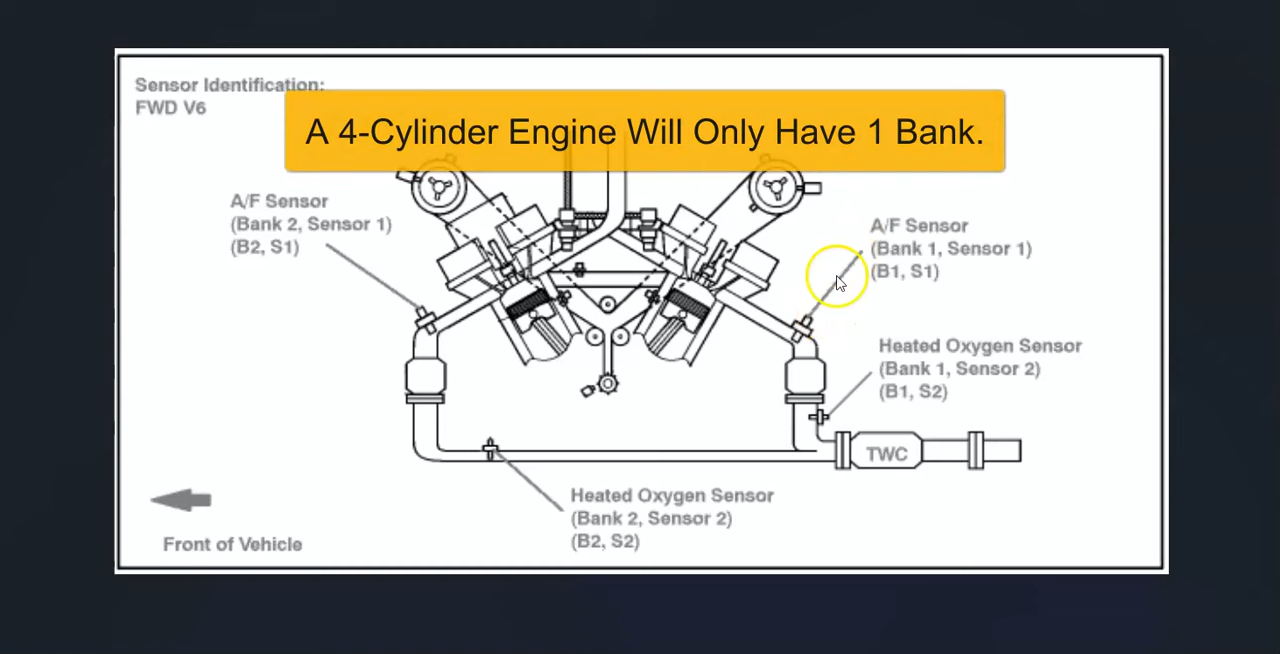 Sensor Identification:
FWD V6
A 4-Cylinder Engine Will Only Have 1 Bank.
A/F Sensor
(Bank 2, Sensor 1)
(B2, S1)
A/F Sensor
(Bank 1, Sensor 1)
(B1, S1)
Heated Oxygen Sensor
(Bank 1, Sensor 2)
(B1, S2)
TWC
Heated Oxygen Sensor
(Bank 2, Sensor 2)
(B2, S2)
Front of Vehicle